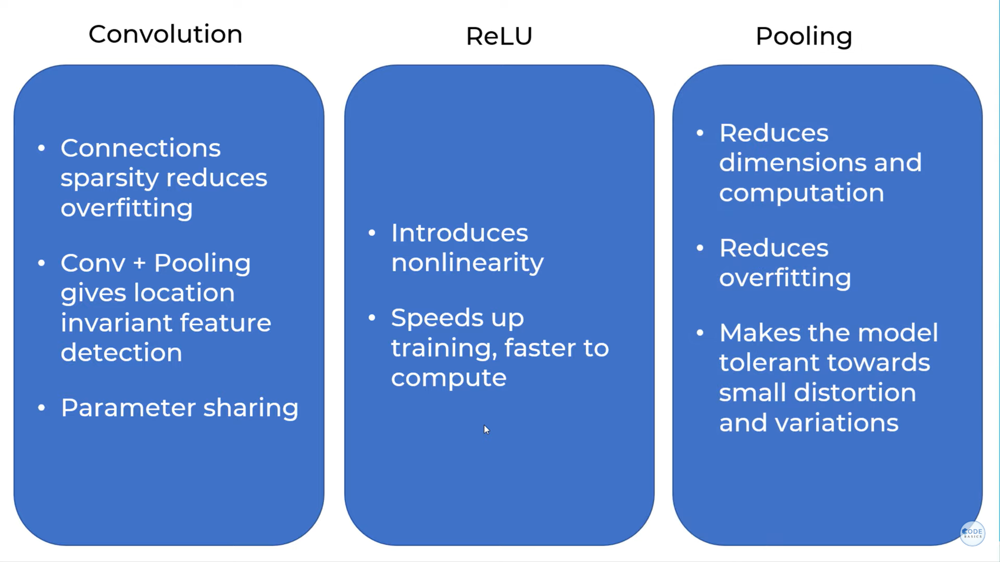 Convolution
• Connections
sparsity reduces
overfitting
• Conv + Pooling
gives location
invariant feature
detection
• Parameter sharing
ReLU
• Introduces
nonlinearity
• Speeds up
training, faster to
compute
Pooling
• Reduces
dimensions and
computation
• Reduces
overfitting
• Makes the model
tolerant towards
small distortion
and variations
CODE
BASICS